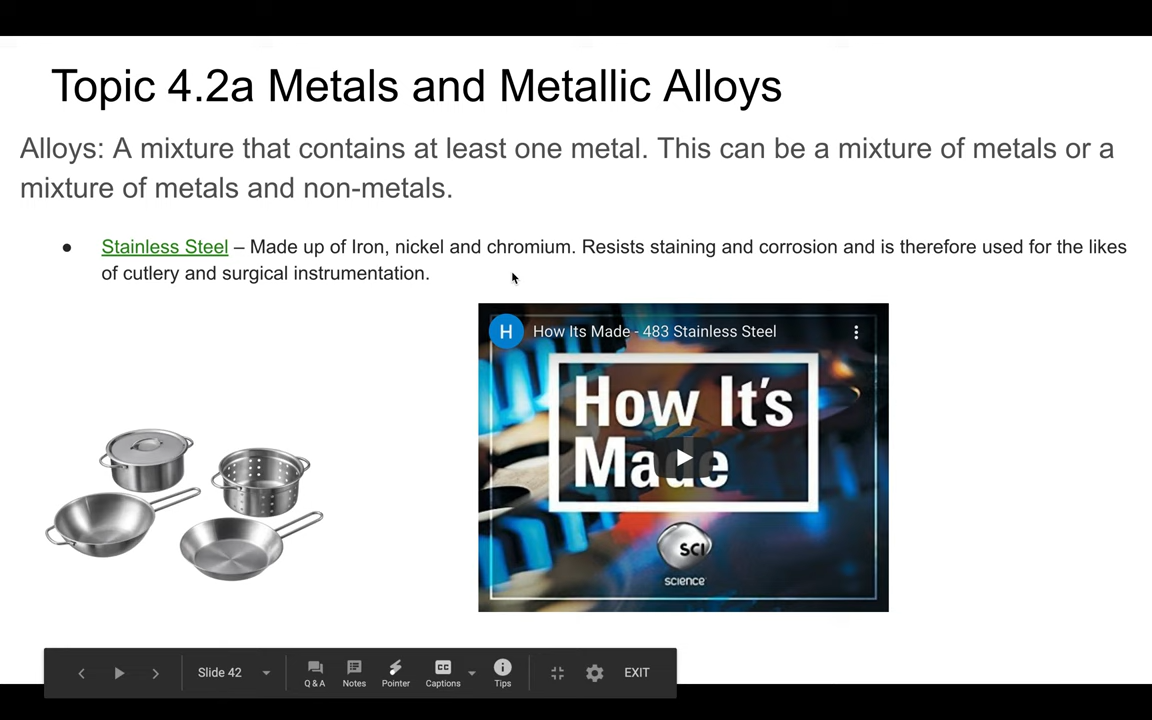 Topic 4.2a Metals and Metallic Alloys
Alloys: A mixture that contains at least one metal. This can be a mixture of metals or a
mixture of metals and non-metals.
● Stainless Steel – Made up of Iron, nickel and chromium. Resists staining and corrosion and is therefore used for the likes
of cutlery and surgical instrumentation.
H How Its Made - 483 Stainless Steel
How It's
Made
SCI
SCIENCE
Slide 42 Q & A Notes Pointer CC Captions Tips EXIT